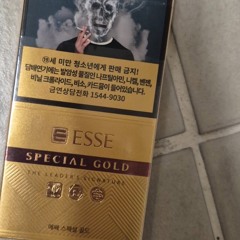 ⑲세 미만 청소년에게 판매 금지!
담배연기에는 발암성 물질인 나프틸아민, 니켈, 벤젠,
비닐 크롤라이드, 비소, 카드뮴이 들어있습니다.
금연상담전화 1544-9030
ESSE
SPECIAL GOLD
THE LEADER'S SIGNATURE
에쎄 스페셜 골드